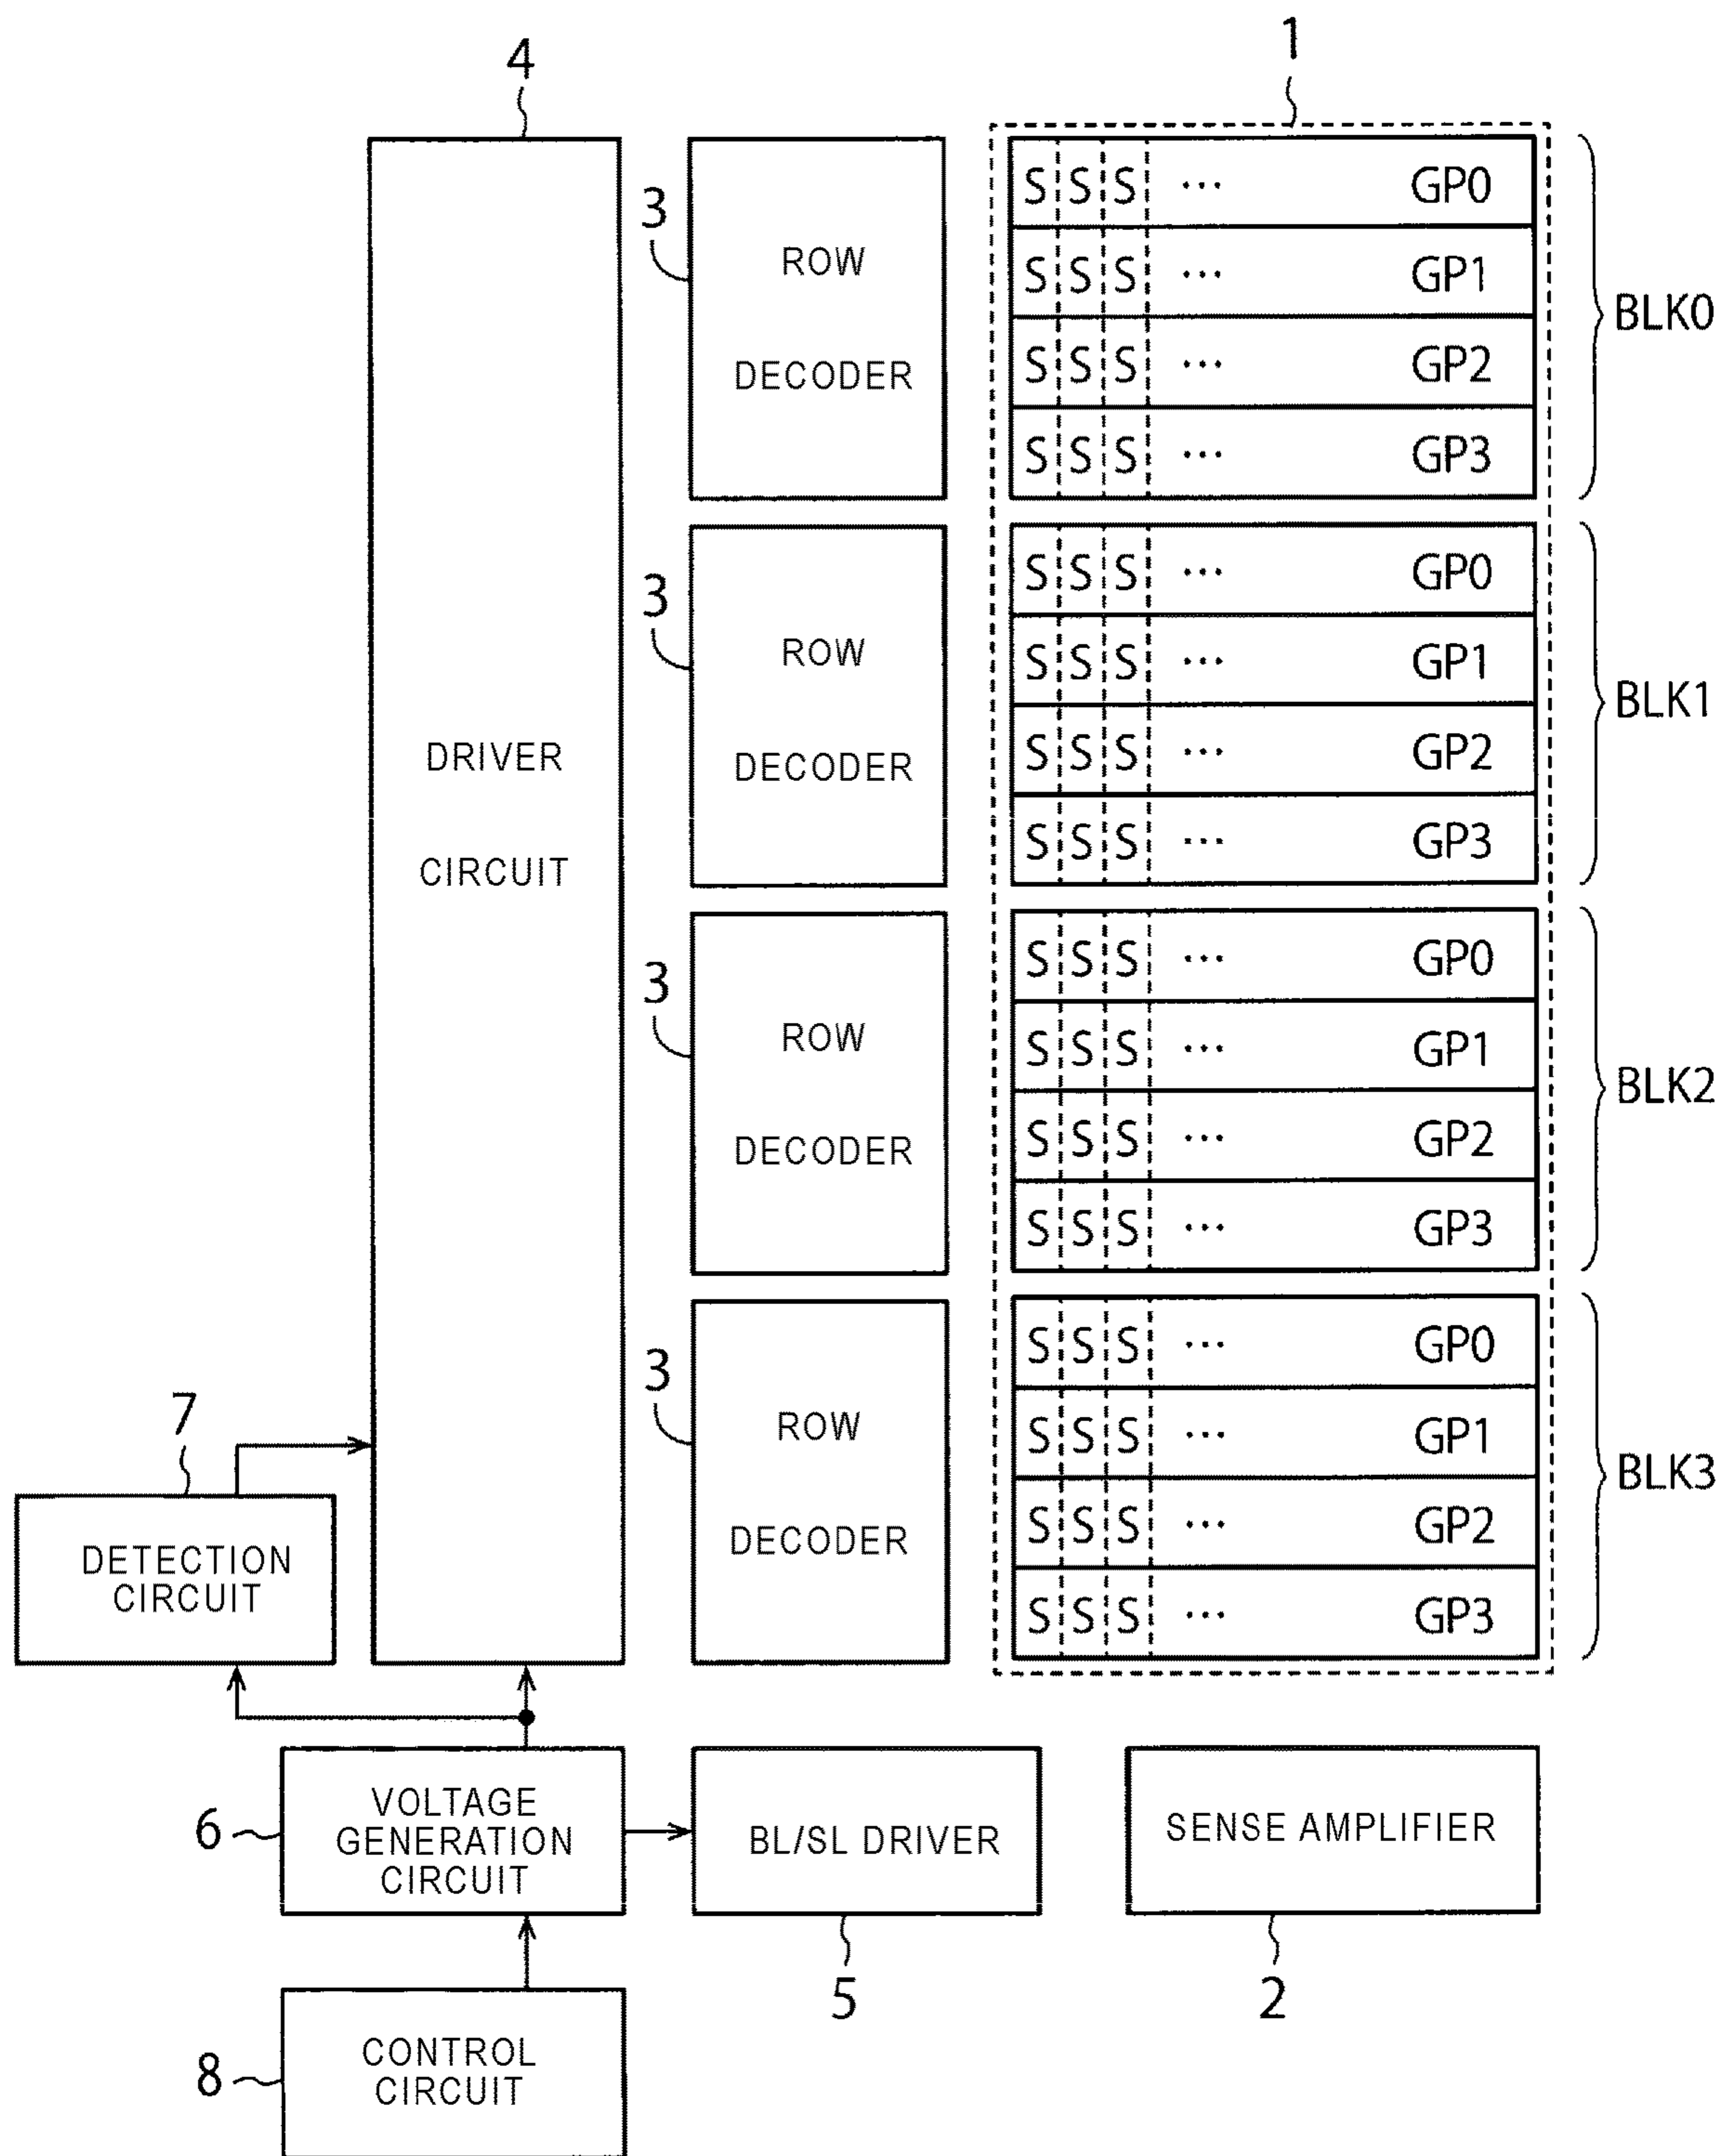 1
4
S S S ... GP0
3
ROW
DECODER
S S S ... GP1
BLK0
S S S ... GP2
S S S ... GP3
S S S ... GP0
3
ROW
DECODER
S S S ... GP1
BLK1
S S S ... GP2
DRIVER
CIRCUIT
S S S ... GP3
S S S ... GP0
3
ROW
DECODER
S S S ... GP1
BLK2
S S S ... GP2
S S S ... GP3
S S S ... GP0
3
ROW
DECODER
S S S ... GP1
BLK3
S S S ... GP2
S S S ... GP3
7
DETECTION
CIRCUIT
6
VOLTAGE
GENERATION
CIRCUIT
BL/SL DRIVER
SENSE AMPLIFIER
5
2
8
CONTROL
CIRCUIT